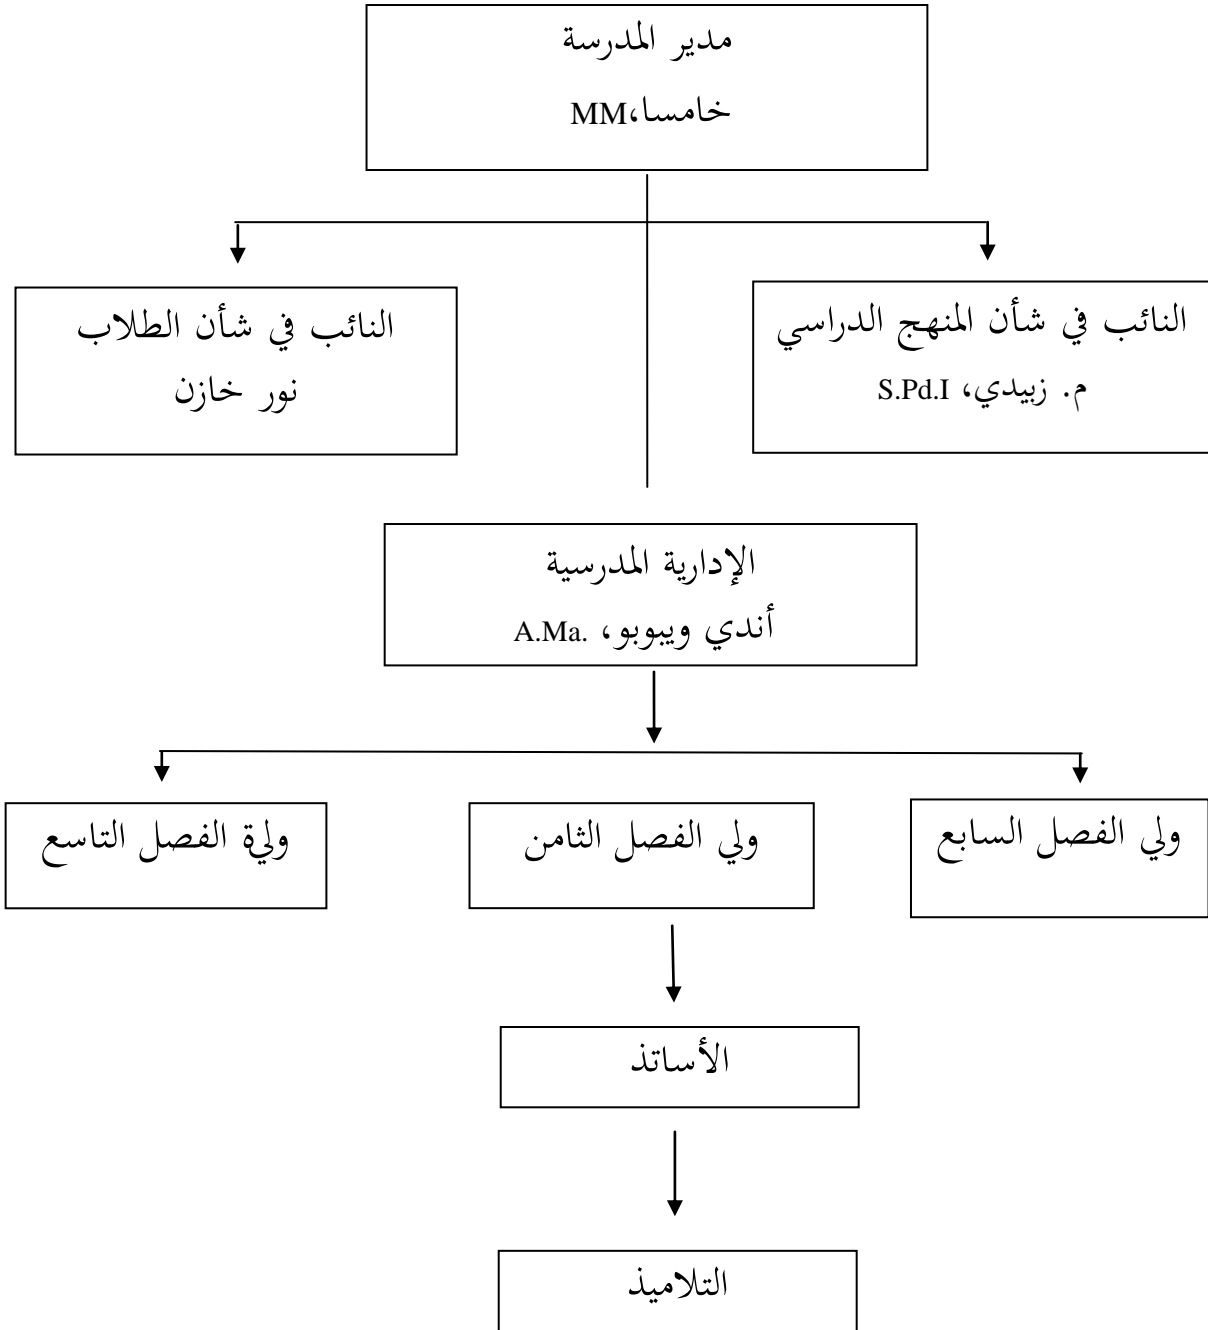 مدير المدرسة
خامسا،MM
النائب في شأن المنهج الدراسي
م. زبيدي، S.Pd.I
النائب في شأن الطلاب
نور خازن
الإدارية المدرسية
أندي ويبوبو، A.Ma.
ولي الفصل السابع
ولي الفصل الثامن
ولية الفصل التاسع
الأساتذ
التلاميذ